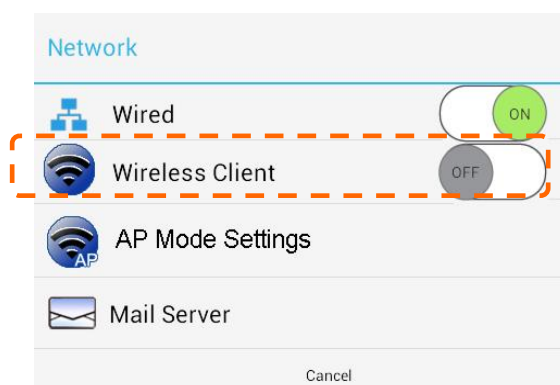 Network
Wired ON
Wireless Client OFF
AP Mode Settings
AP
Mail Server
Cancel